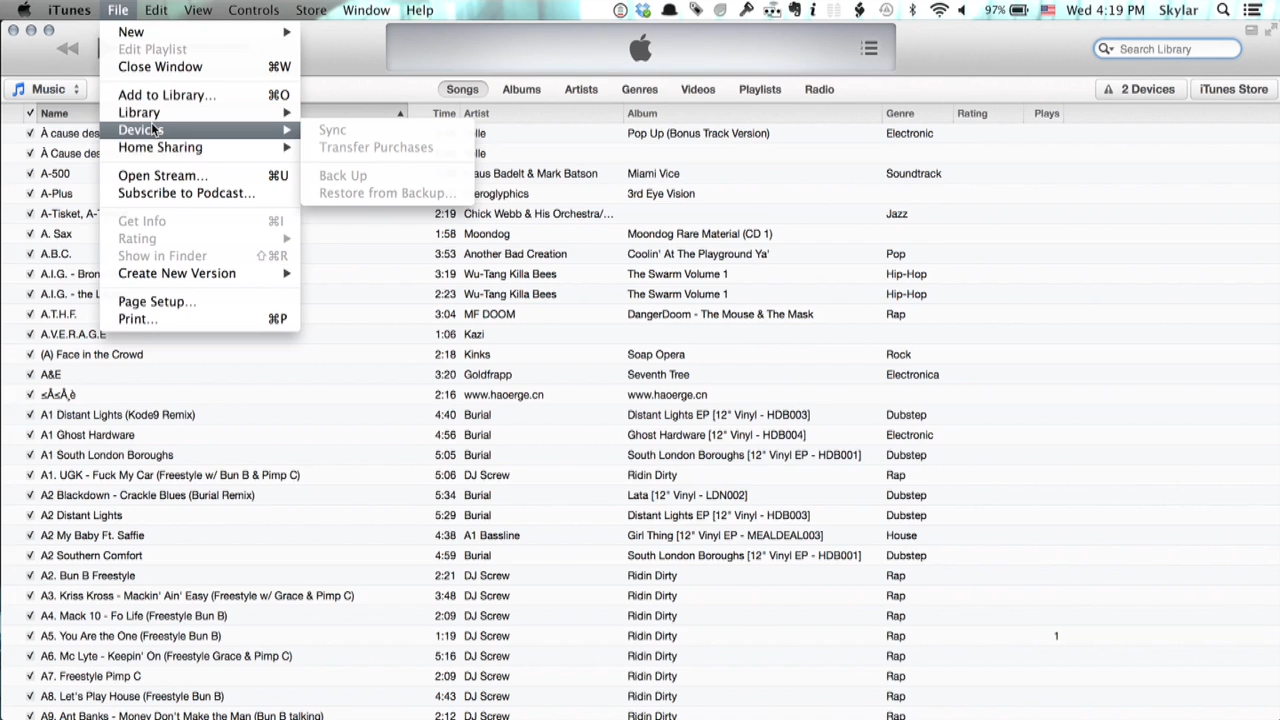 iTunes File Edit View Controls Store Window Help 97% Wed 4:19 PM Skylar
Search Library
Music Songs Albums Artists Genres Videos Playlists Radio 2 Devices iTunes Store
New
Edit Playlist
Close Window ⌘W
Add to Library... ⌘O
Library
Devices
Home Sharing
Open Stream... ⌘U
Subscribe to Podcast...
Get Info ⌘I
Rating
Show in Finder ⇧⌘R
Create New Version
Page Setup...
Print... ⌘P
Sync
Transfer Purchases
Back Up
Restore from Backup...
✓ Name Time Artist Album Genre Rating Plays
✓ À cause des Pop Up (Bonus Track Version) Electronic
✓ À Cause des
✓ A-500 Badelt & Mark Batson Miami Vice Soundtrack
✓ A-Plus 3rd Eye Vision
✓ A-Tisket, A-T 2:19 Chick Webb & His Orchestra/... Jazz
✓ A. Sax 1:58 Moondog Moondog Rare Material (CD 1)
✓ A.B.C. 3:53 Another Bad Creation Coolin' At The Playground Ya' Pop
✓ A.I.G. - Bron 3:19 Wu-Tang Killa Bees The Swarm Volume 1 Hip-Hop
✓ A.I.G. - the L 2:23 Wu-Tang Killa Bees The Swarm Volume 1 Hip-Hop
✓ A.T.H.F. 3:04 MF DOOM DangerDoom - The Mouse & The Mask Rap
✓ A.V.E.R.A.G.E 1:06 Kazi
✓ (A) Face in the Crowd 2:18 Kinks Soap Opera Rock
✓ A&E 3:20 Goldfrapp Seventh Tree Electronica
✓ 2:16 www.haoerge.cn www.haoerge.cn
✓ A1 Distant Lights (Kode9 Remix) 4:40 Burial Distant Lights EP [12" Vinyl - HDB003] Dubstep
✓ A1 Ghost Hardware 4:56 Burial Ghost Hardware [12" Vinyl - HDB004] Electronic
✓ A1 South London Boroughs 5:05 Burial South London Boroughs [12" Vinyl EP - HDB001] Dubstep
✓ A1. UGK - Fuck My Car (Freestyle w/ Bun B & Pimp C) 5:06 DJ Screw Ridin Dirty Rap
✓ A2 Blackdown - Crackle Blues (Burial Remix) 5:34 Burial Lata [12" Vinyl - LDN002] Dubstep
✓ A2 Distant Lights 5:29 Burial Distant Lights EP [12" Vinyl - HDB003] Dubstep
✓ A2 My Baby Ft. Saffie 4:38 A1 Bassline Girl Thing [12" Vinyl EP - MEALDEAL003] House
✓ A2 Southern Comfort 4:59 Burial South London Boroughs [12" Vinyl EP - HDB001] Dubstep
✓ A2. Bun B Freestyle 2:21 DJ Screw Ridin Dirty Rap
✓ A3. Kriss Kross - Mackin' Ain' Easy (Freestyle w/ Grace & Pimp C) 3:48 DJ Screw Ridin Dirty Rap
✓ A4. Mack 10 - Fo Life (Freestyle Bun B) 2:09 DJ Screw Ridin Dirty Rap
✓ A5. You Are the One (Freestyle Bun B) 1:19 DJ Screw Ridin Dirty Rap 1
✓ A6. Mc Lyte - Keepin' On (Freestyle Grace & Pimp C) 5:16 DJ Screw Ridin Dirty Rap
✓ A7. Freestyle Pimp C 2:09 DJ Screw Ridin Dirty Rap
✓ A8. Let's Play House (Freestyle Bun B) 4:43 DJ Screw Ridin Dirty Rap
✓ A9. Ant Banks - Money Don't Make the Man (Bun B talking) 2:12 DJ Screw Ridin Dirty Rap